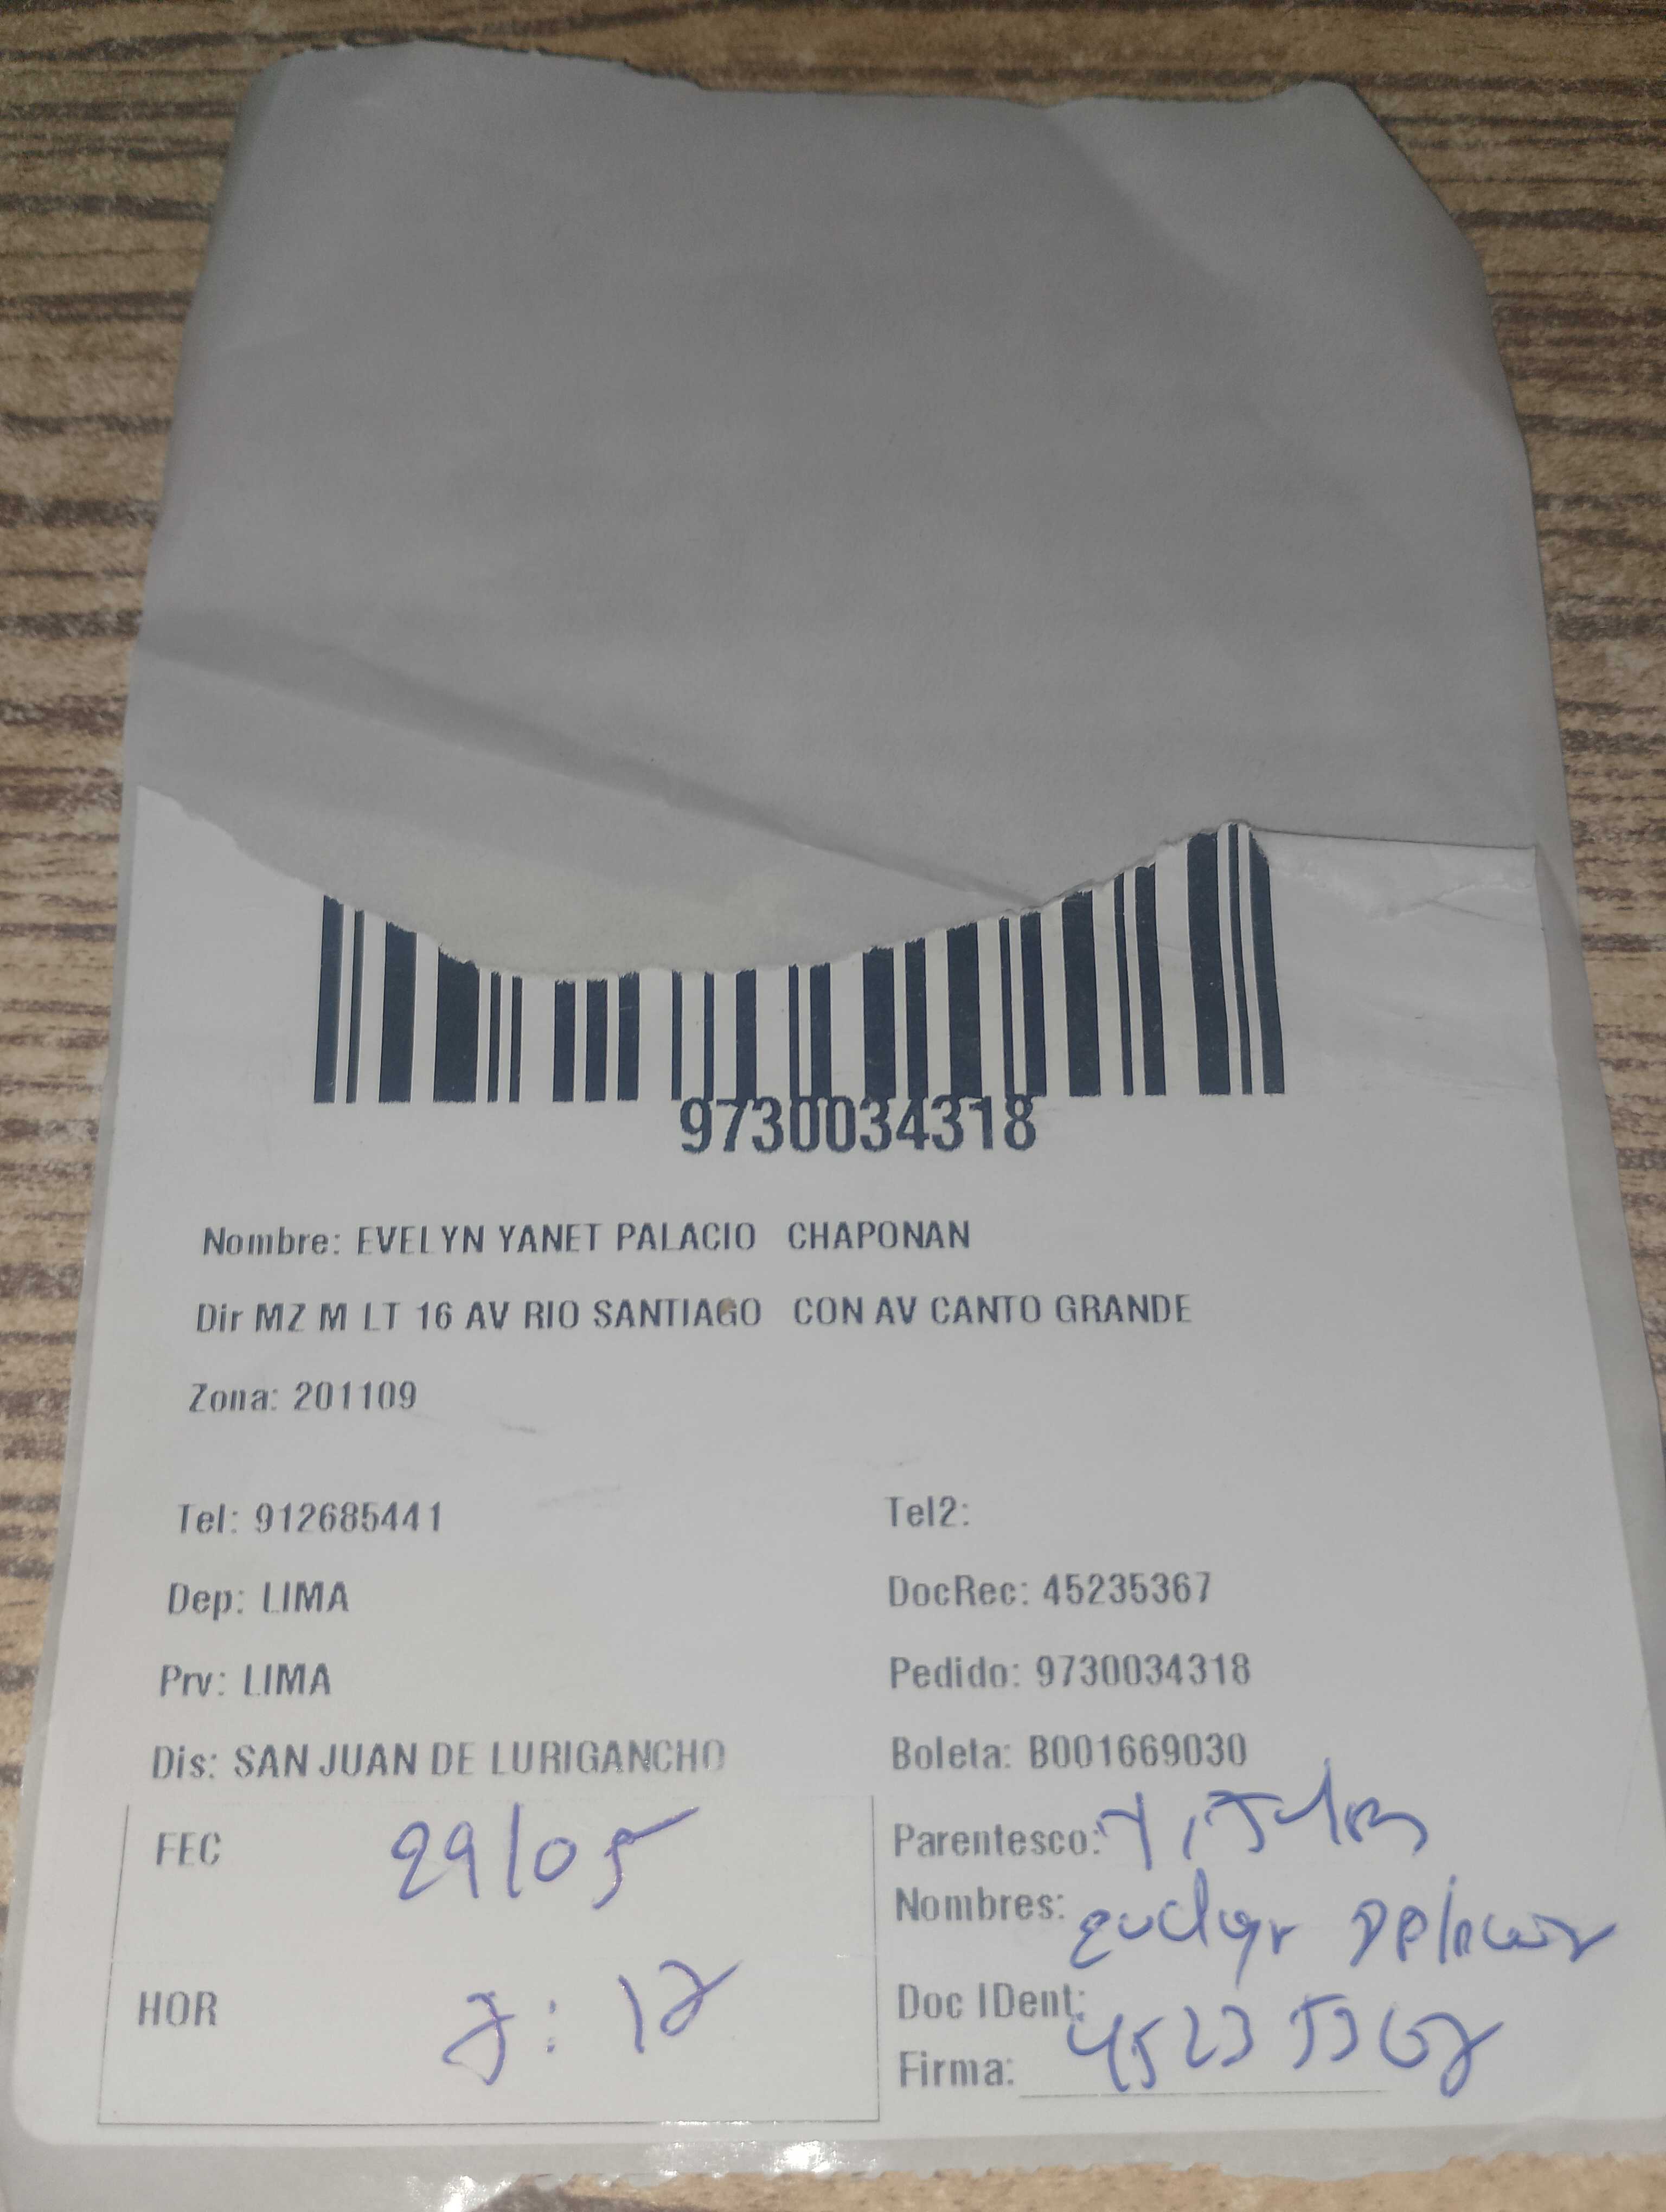 9730034318
Nombre: EVELYN YANET PALACIO CHAPONAN
Dir MZ M LT 16 AV RIO SANTIAGO CON AV CANTO GRANDE
Zona: 201109
Tel: 912685441 Tel2:
Dep: LIMA DocRec: 45235367
Prv: LIMA Pedido: 9730034318
Dis: SAN JUAN DE LURIGANCHO Boleta: B001669030
FEC 29/05 Parentesco:
Nombres:
HOR Doc IDent: 45235367
Firma: